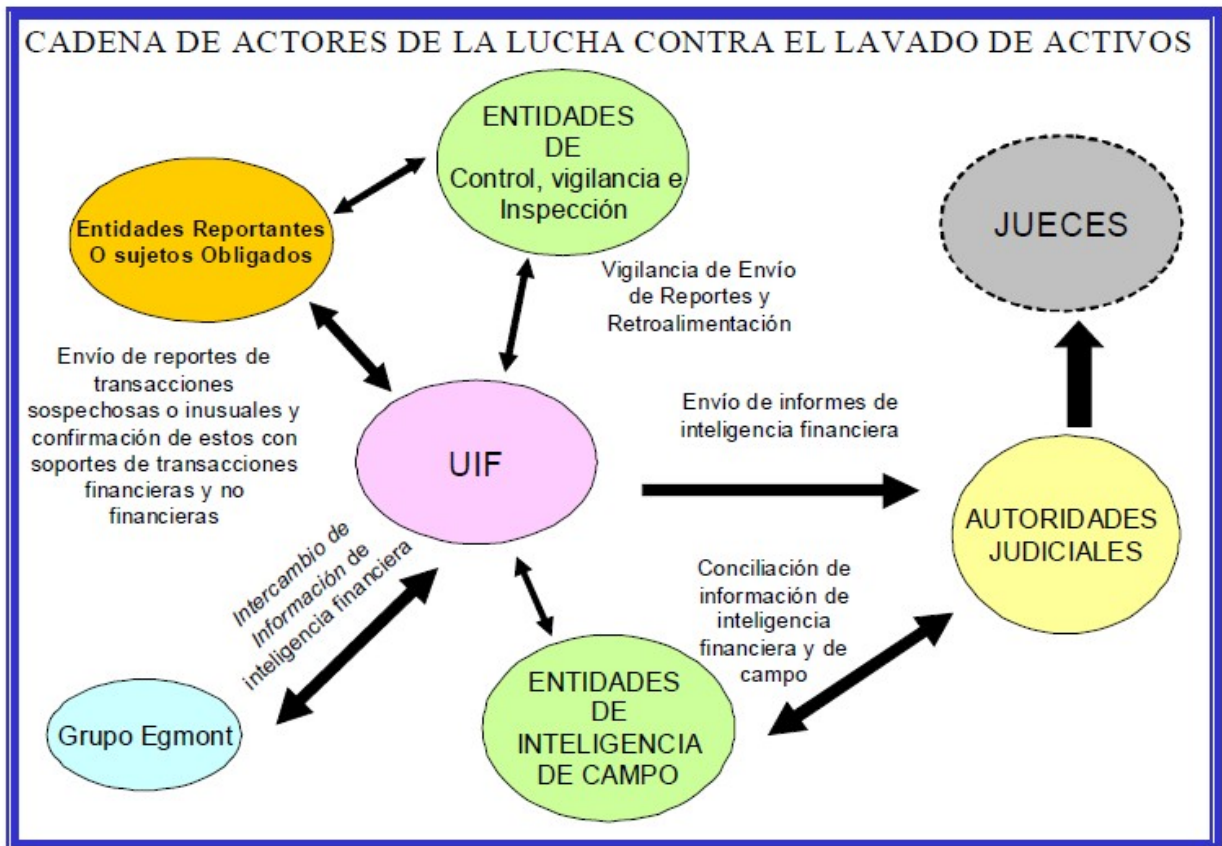 CADENA DE ACTORES DE LA LUCHA CONTRA EL LAVADO DE ACTIVOS
ENTIDADES
DE
Control, vigilancia e
Inspección
Entidades Reportantes
O sujetos Obligados
JUECES
Vigilancia de Envío
de Reportes y
Retroalimentación
Envío de reportes de
transacciones
sospechosas o inusuales y
confirmación de estos con
soportes de transacciones
financieras y no
financieras
UIF
Envío de informes de
inteligencia financiera
AUTORIDADES
JUDICIALES
Intercambio de
Información de
inteligencia financiera
Conciliación de
información de
inteligencia
financiera y de
campo
Grupo Egmont
ENTIDADES
DE
INTELIGENCIA
DE CAMPO